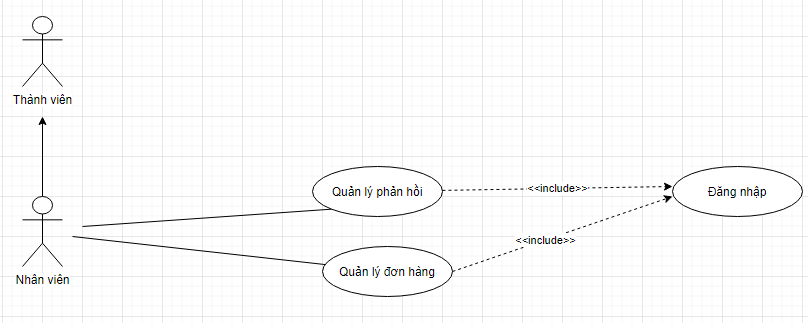 Thành viên
Quản lý phản hồi
<<include>>
Đăng nhập
<<include>>
Nhân viên
Quản lý đơn hàng